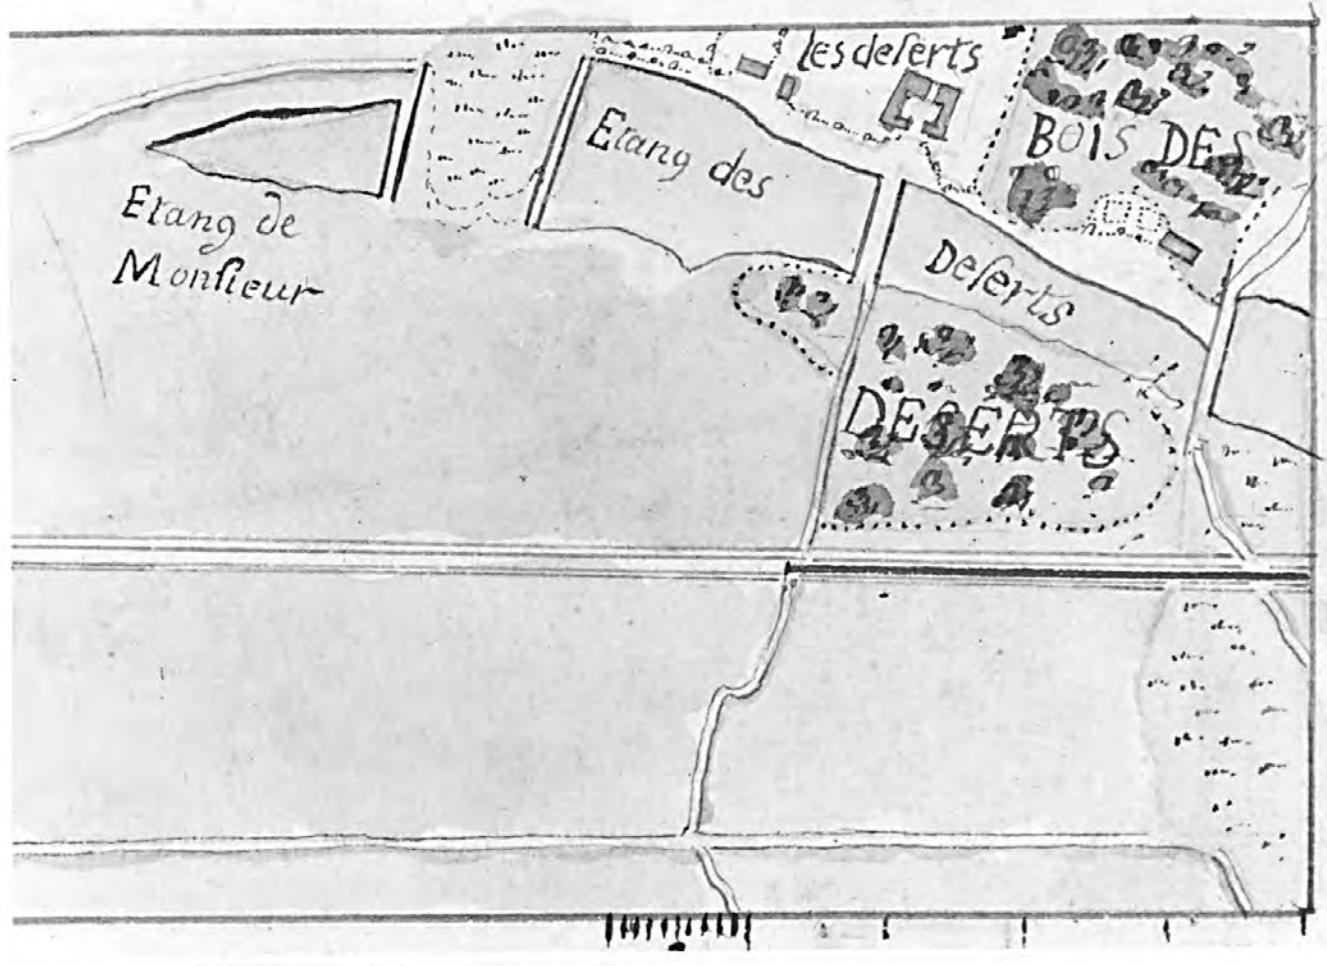 les deſerts
BOIS DES
Etang des
Deſerts
Etang de
Monſieur
DESERTS